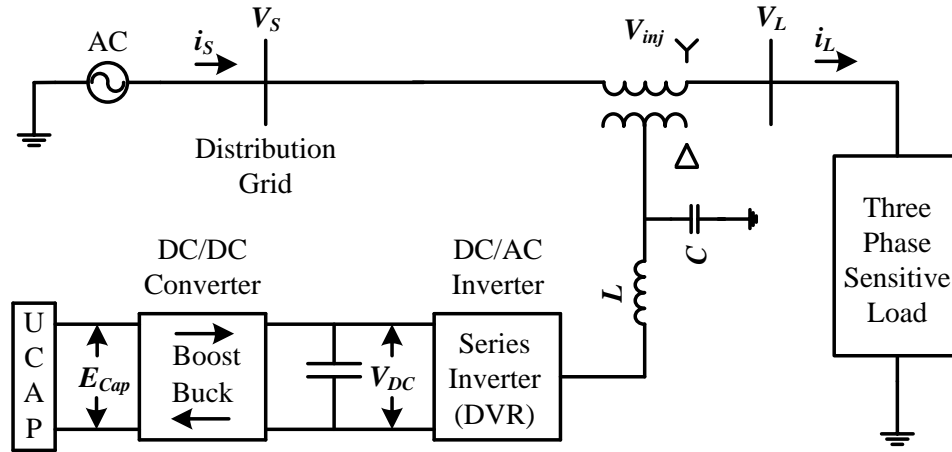 AC
i_S
V_S
V_inj
V_L
i_L
Distribution
Grid
Δ
Three
Phase
Sensitive
Load
C
L
DC/DC
Converter
DC/AC
Inverter
U
C
A
P
E_Cap
Boost
Buck
V_DC
Series
Inverter
(DVR)